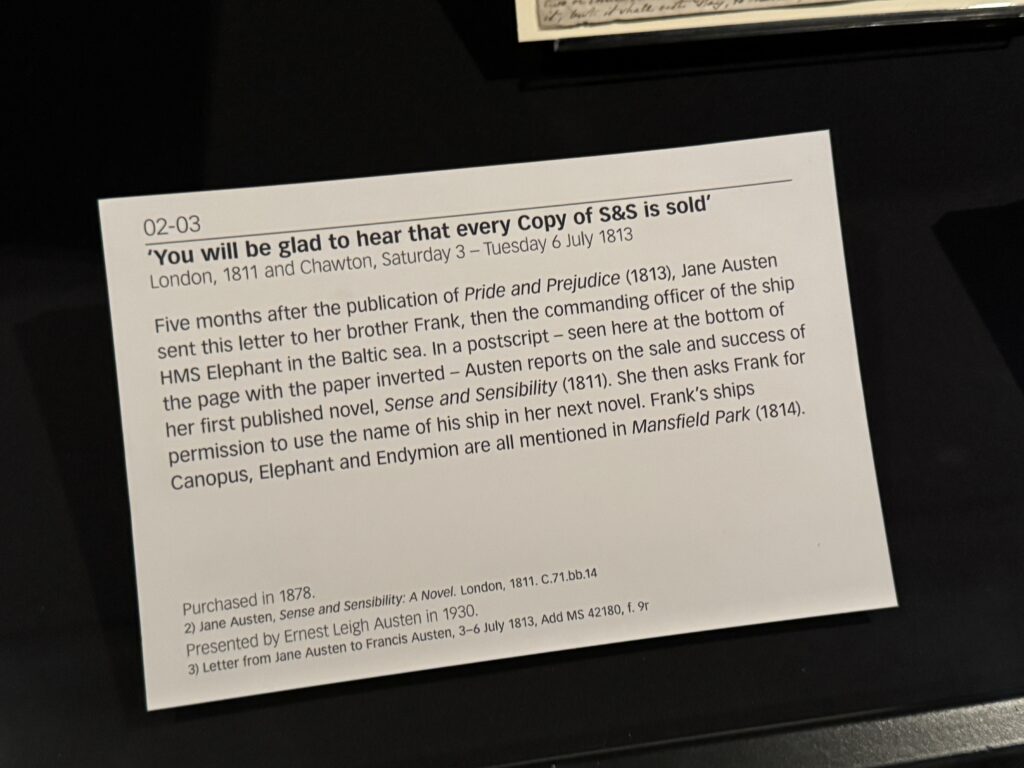 it; but it shall
02-03
'You will be glad to hear that every Copy of S&S is sold'
London, 1811 and Chawton, Saturday 3 – Tuesday 6 July 1813
Five months after the publication of Pride and Prejudice (1813), Jane Austen
sent this letter to her brother Frank, then the commanding officer of the ship
HMS Elephant in the Baltic sea. In a postscript – seen here at the bottom of
the page with the paper inverted – Austen reports on the sale and success of
her first published novel, Sense and Sensibility (1811). She then asks Frank for
permission to use the name of his ship in her next novel. Frank's ships
Canopus, Elephant and Endymion are all mentioned in Mansfield Park (1814).
Purchased in 1878.
2) Jane Austen, Sense and Sensibility: A Novel. London, 1811. C.71.bb.14
Presented by Ernest Leigh Austen in 1930.
3) Letter from Jane Austen to Francis Austen, 3–6 July 1813, Add MS 42180, f. 9r